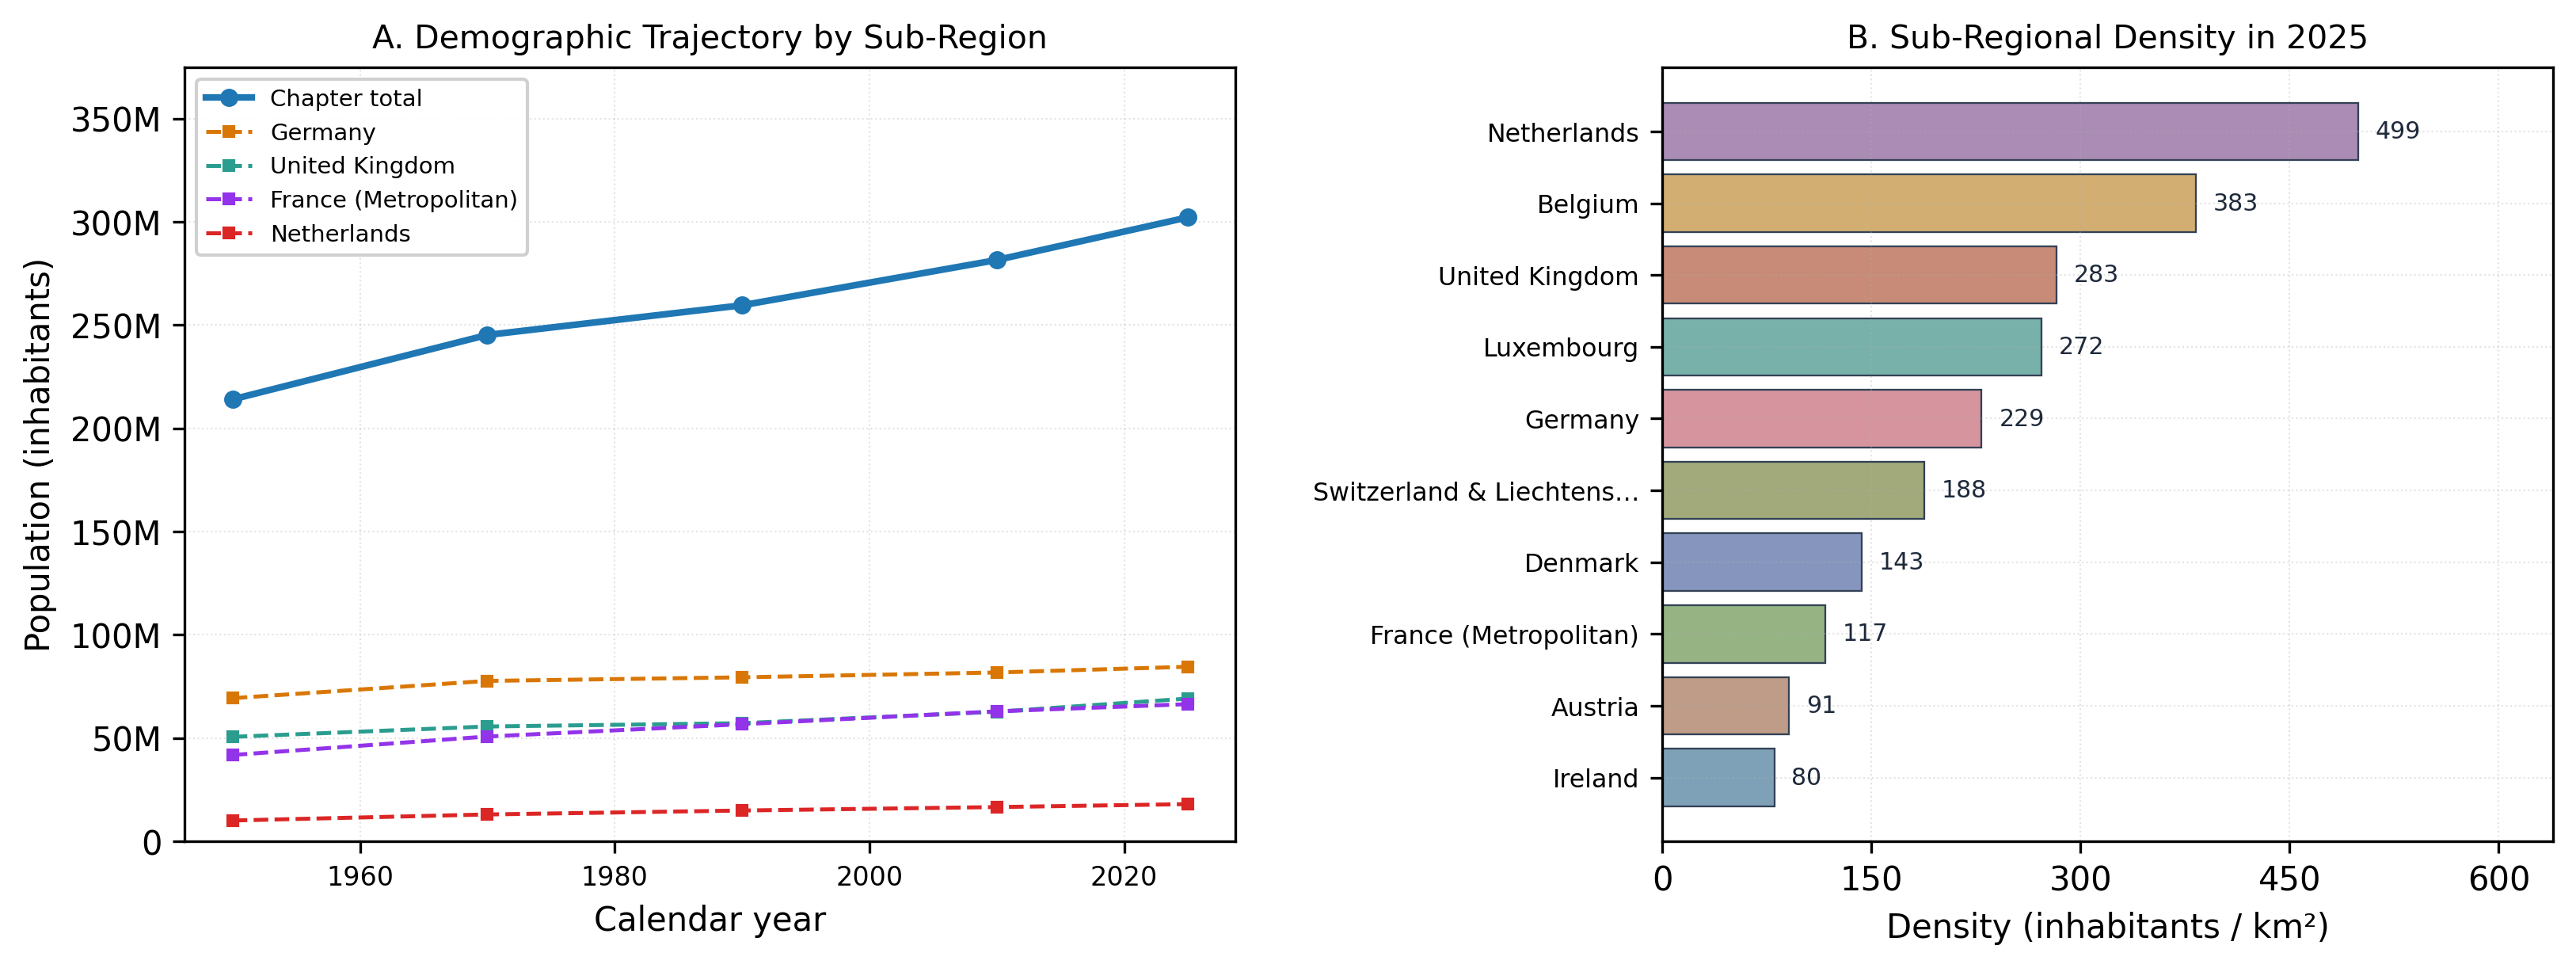 A. Demographic Trajectory by Sub-Region
Population (inhabitants)
350M
300M
250M
200M
150M
100M
50M
0
Chapter total
Germany
United Kingdom
France (Metropolitan)
Netherlands
1960 1980 2000 2020
Calendar year
B. Sub-Regional Density in 2025
Netherlands 499
Belgium 383
United Kingdom 283
Luxembourg 272
Germany 229
Switzerland & Liechtens… 188
Denmark 143
France (Metropolitan) 117
Austria 91
Ireland 80
0 150 300 450 600
Density (inhabitants / km²)